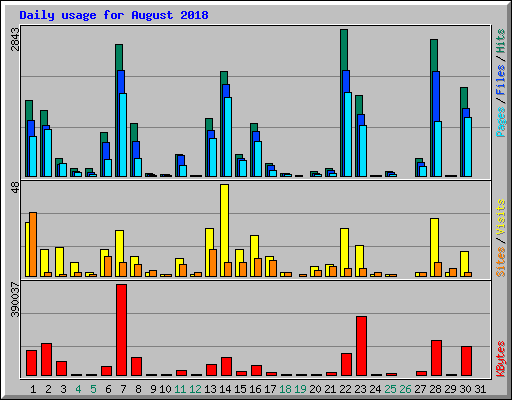 Daily usage for August 2018
2843
Pages / Files / Hits
48
Sites / Visits
390037
KBytes
1 2 3 4 5 6 7 8 9 10 11 12 13 14 15 16 17 18 19 20 21 22 23 24 25 26 27 28 29 30 31